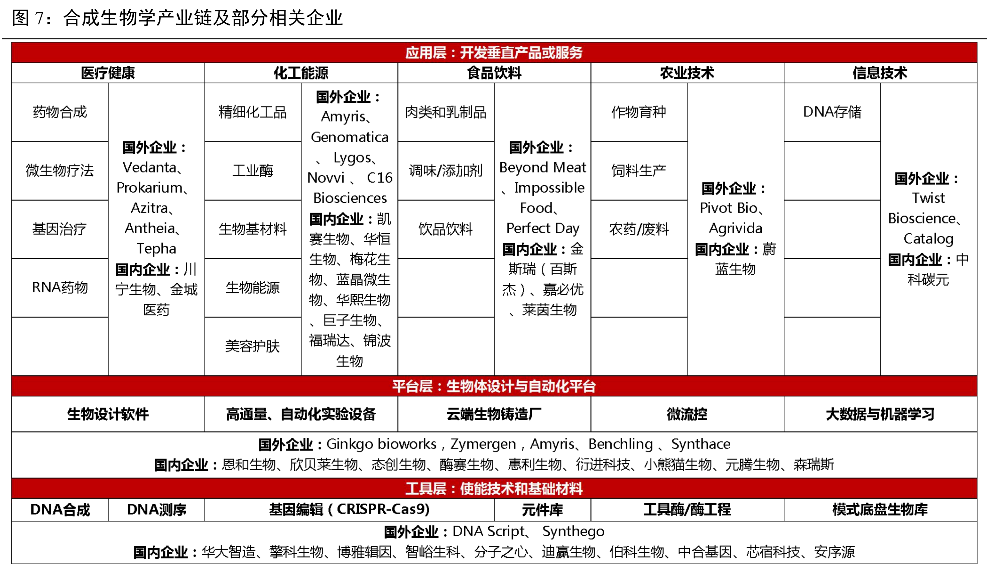 图 7：合成生物学产业链及部分相关企业
应用层：开发垂直产品或服务
医疗健康
化工能源
食品饮料
农业技术
信息技术
药物合成
微生物疗法
基因治疗
RNA药物
国外企业：
Vedanta、
Prokarium、
Azitra、
Antheia、
Tepha
国内企业：川
宁生物、金城
医药
精细化工品
工业酶
生物基材料
生物能源
美容护肤
国外企业：
Amyris、
Genomatica
、 Lygos、
Novvi 、 C16
Biosciences
国内企业：凯
赛生物、华恒
生物、梅花生
物、蓝晶微生
物、华熙生物
、巨子生物、
福瑞达、锦波
生物
肉类和乳制品
调味/添加剂
饮品饮料
国外企业：
Beyond Meat
、Impossible
Food、
Perfect Day
国内企业：金
斯瑞（百斯
杰）、嘉必优
、莱茵生物
作物育种
饲料生产
农药/废料
国外企业：
Pivot Bio、
Agrivida
国内企业：蔚
蓝生物
DNA存储
国外企业：
Twist
Bioscience、
Catalog
国内企业：中
科碳元
平台层：生物体设计与自动化平台
生物设计软件
高通量、自动化实验设备
云端生物铸造厂
微流控
大数据与机器学习
国外企业：Ginkgo bioworks，Zymergen，Amyris、Benchling 、Synthace
国内企业：恩和生物、欣贝莱生物、态创生物、酶赛生物、惠利生物、衍进科技、小熊猫生物、元腾生物、森瑞斯
工具层：使能技术和基础材料
DNA合成
DNA测序
基因编辑（CRISPR-Cas9）
元件库
工具酶/酶工程
模式底盘生物库
国外企业：DNA Script、 Synthego
国内企业：华大智造、擎科生物、博雅辑因、智峪生科、分子之心、迪赢生物、伯科生物、中合基因、芯宿科技、安序源